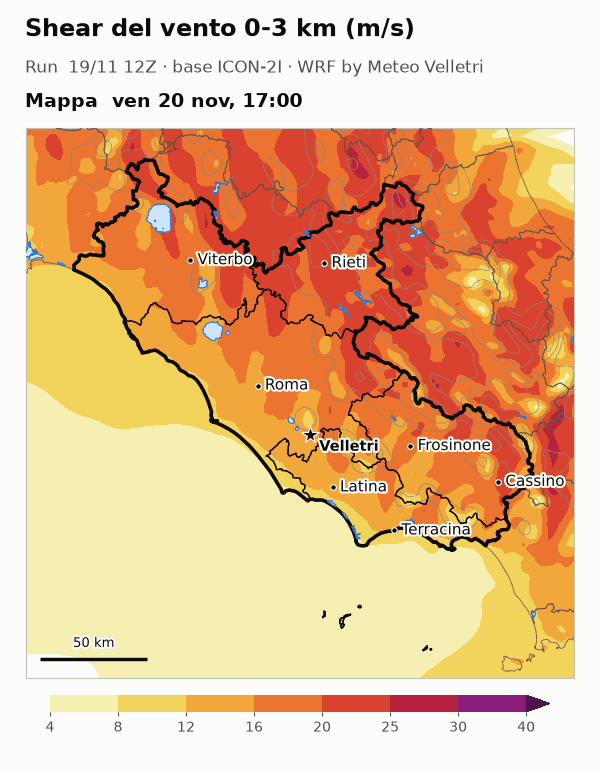 Shear del vento 0-3 km (m/s)
Run  19/11 12Z · base ICON-2I · WRF by Meteo Velletri
Mappa  ven 20 nov, 17:00
Viterbo
Rieti
Roma
Velletri
Frosinone
Cassino
Latina
Terracina
50 km
4 8 12 16 20 25 30 40